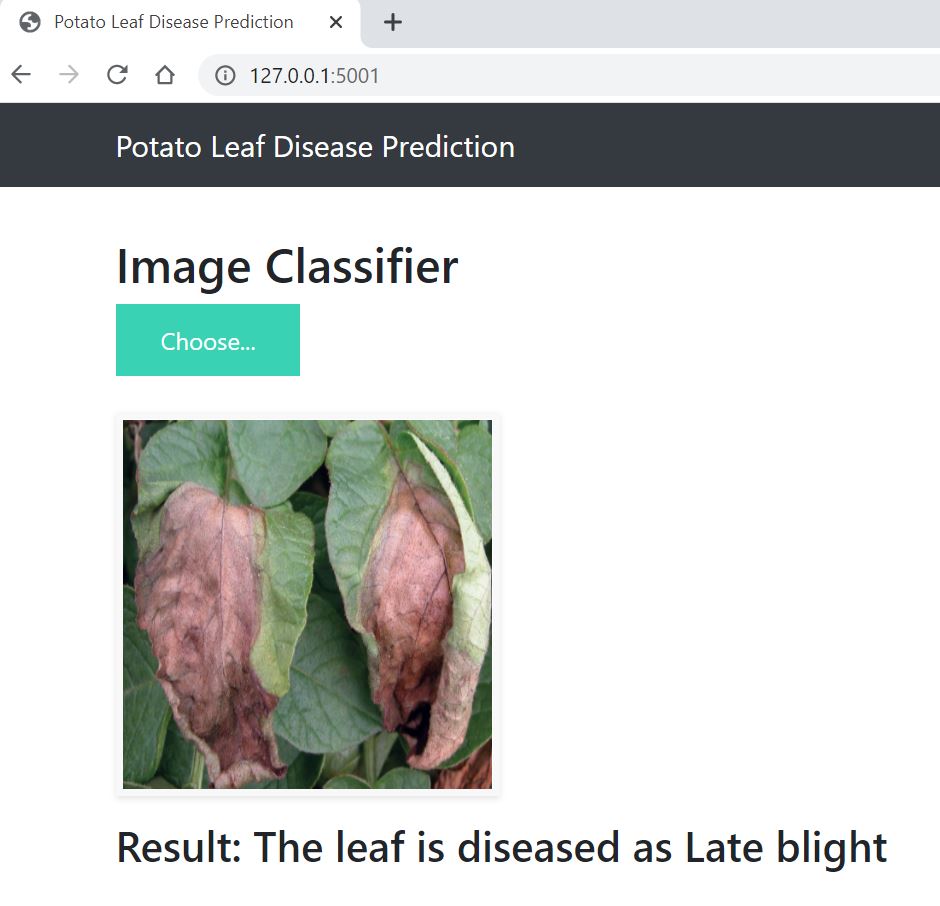 Potato Leaf Disease Prediction
127.0.0.1:5001
Potato Leaf Disease Prediction
Image Classifier
Choose...
Result: The leaf is diseased as Late blight